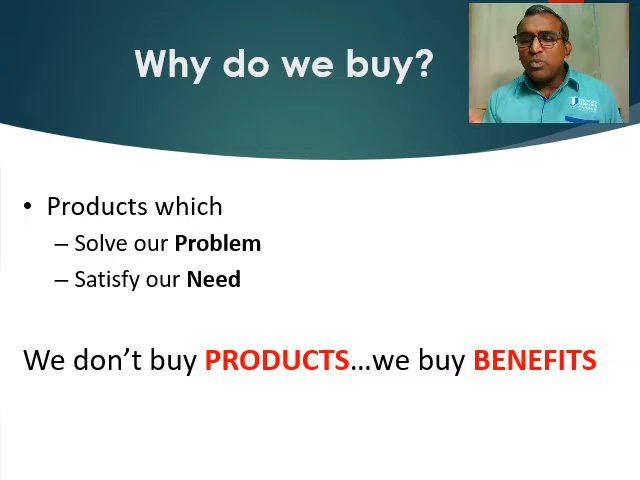 Why do we buy?
• Products which
– Solve our Problem
– Satisfy our Need
We don’t buy PRODUCTS…we buy BENEFITS